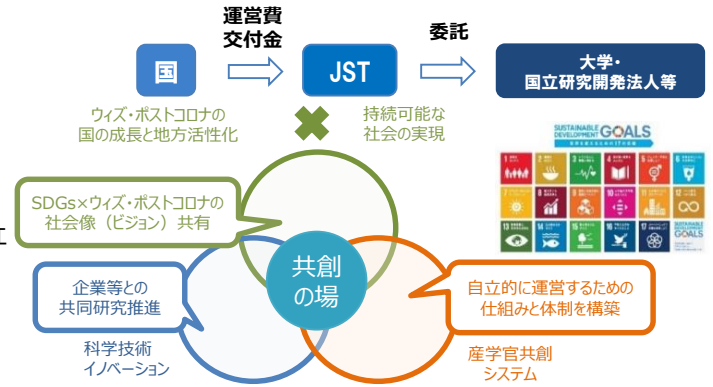 運営費
交付金
委託
国
JST
大学・
国立研究開発法人等
ウィズ・ポストコロナの
国の成長と地方活性化
持続可能な
社会の実現
SUSTAINABLE
DEVELOPMENT GOALS
SDGs×ウィズ・ポストコロナの
社会像（ビジョン）共有
共創
の場
企業等との
共同研究推進
自立的に運営するための
仕組みと体制を構築
科学技術
イノベーション
産学官共創
システム